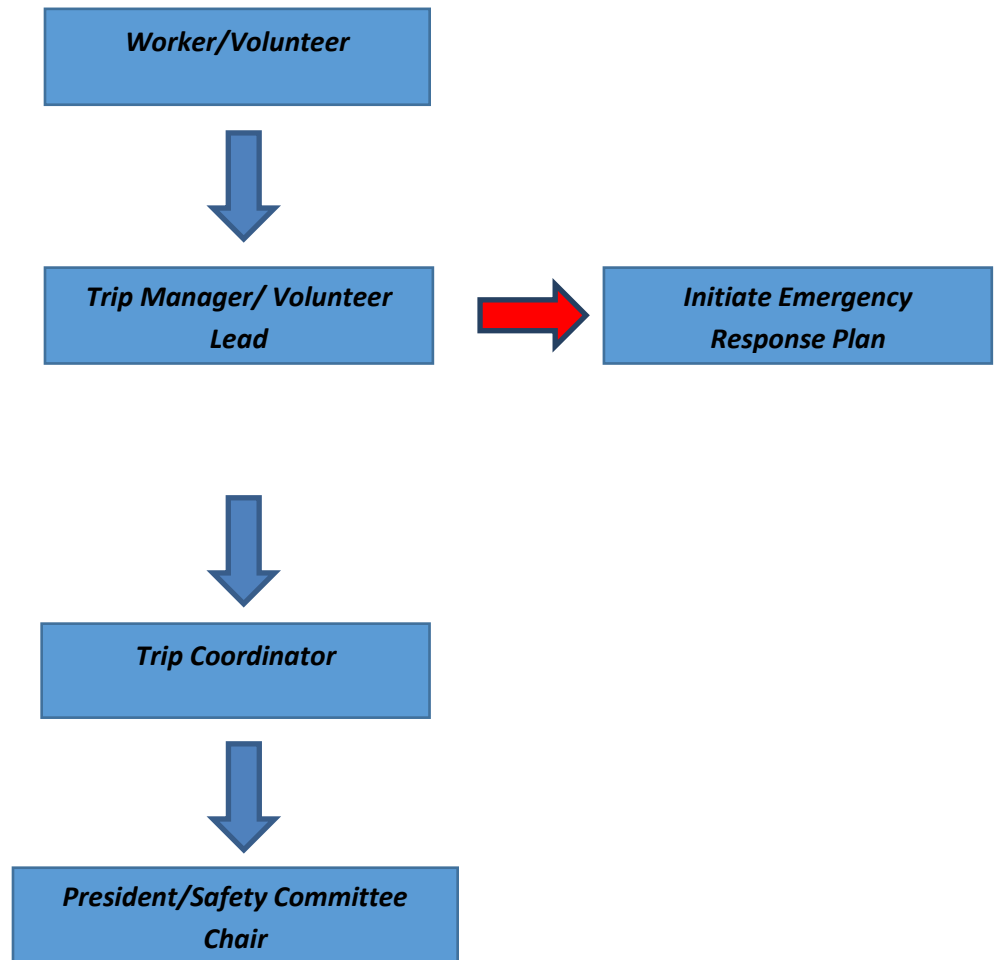 Worker/Volunteer
Trip Manager/ Volunteer
Lead
Initiate Emergency
Response Plan
Trip Coordinator
President/Safety Committee
Chair